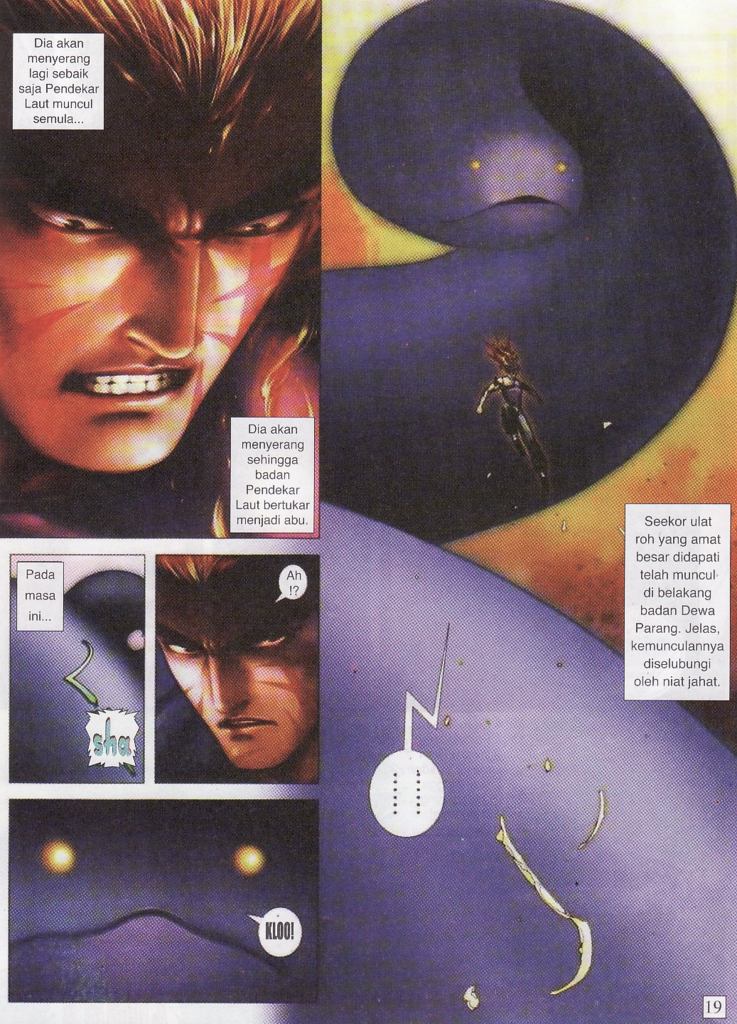 Dia akan
menyerang
lagi sebaik
saja Pendekar
Laut muncul
semula...
Dia akan
menyerang
sehingga
badan
Pendekar
Laut bertukar
menjadi abu.
Pada
masa
ini...
sha
Ah
!?
KLOO!
Seekor ulat
roh yang amat
besar didapati
telah muncul
di belakang
badan Dewa
Parang. Jelas,
kemunculannya
diselubungi
oleh niat jahat.
......
......
19